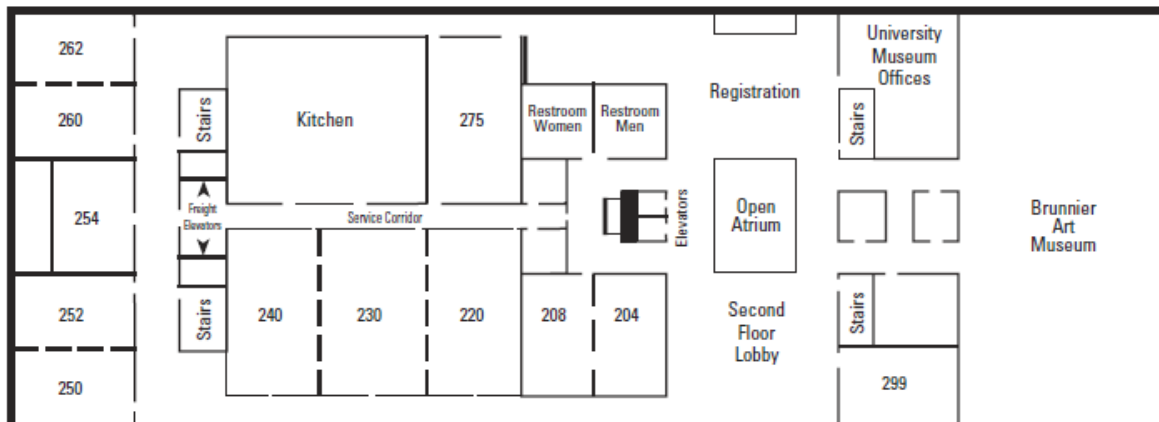 262
260
254
252
250
Stairs
Freight
Elevators
Stairs
Kitchen
275
Service Corridor
240
230
220
208
204
Restroom
Women
Restroom
Men
Elevators
Registration
Open
Atrium
Second
Floor
Lobby
University
Museum
Offices
Stairs
Stairs
299
Brunnier
Art
Museum